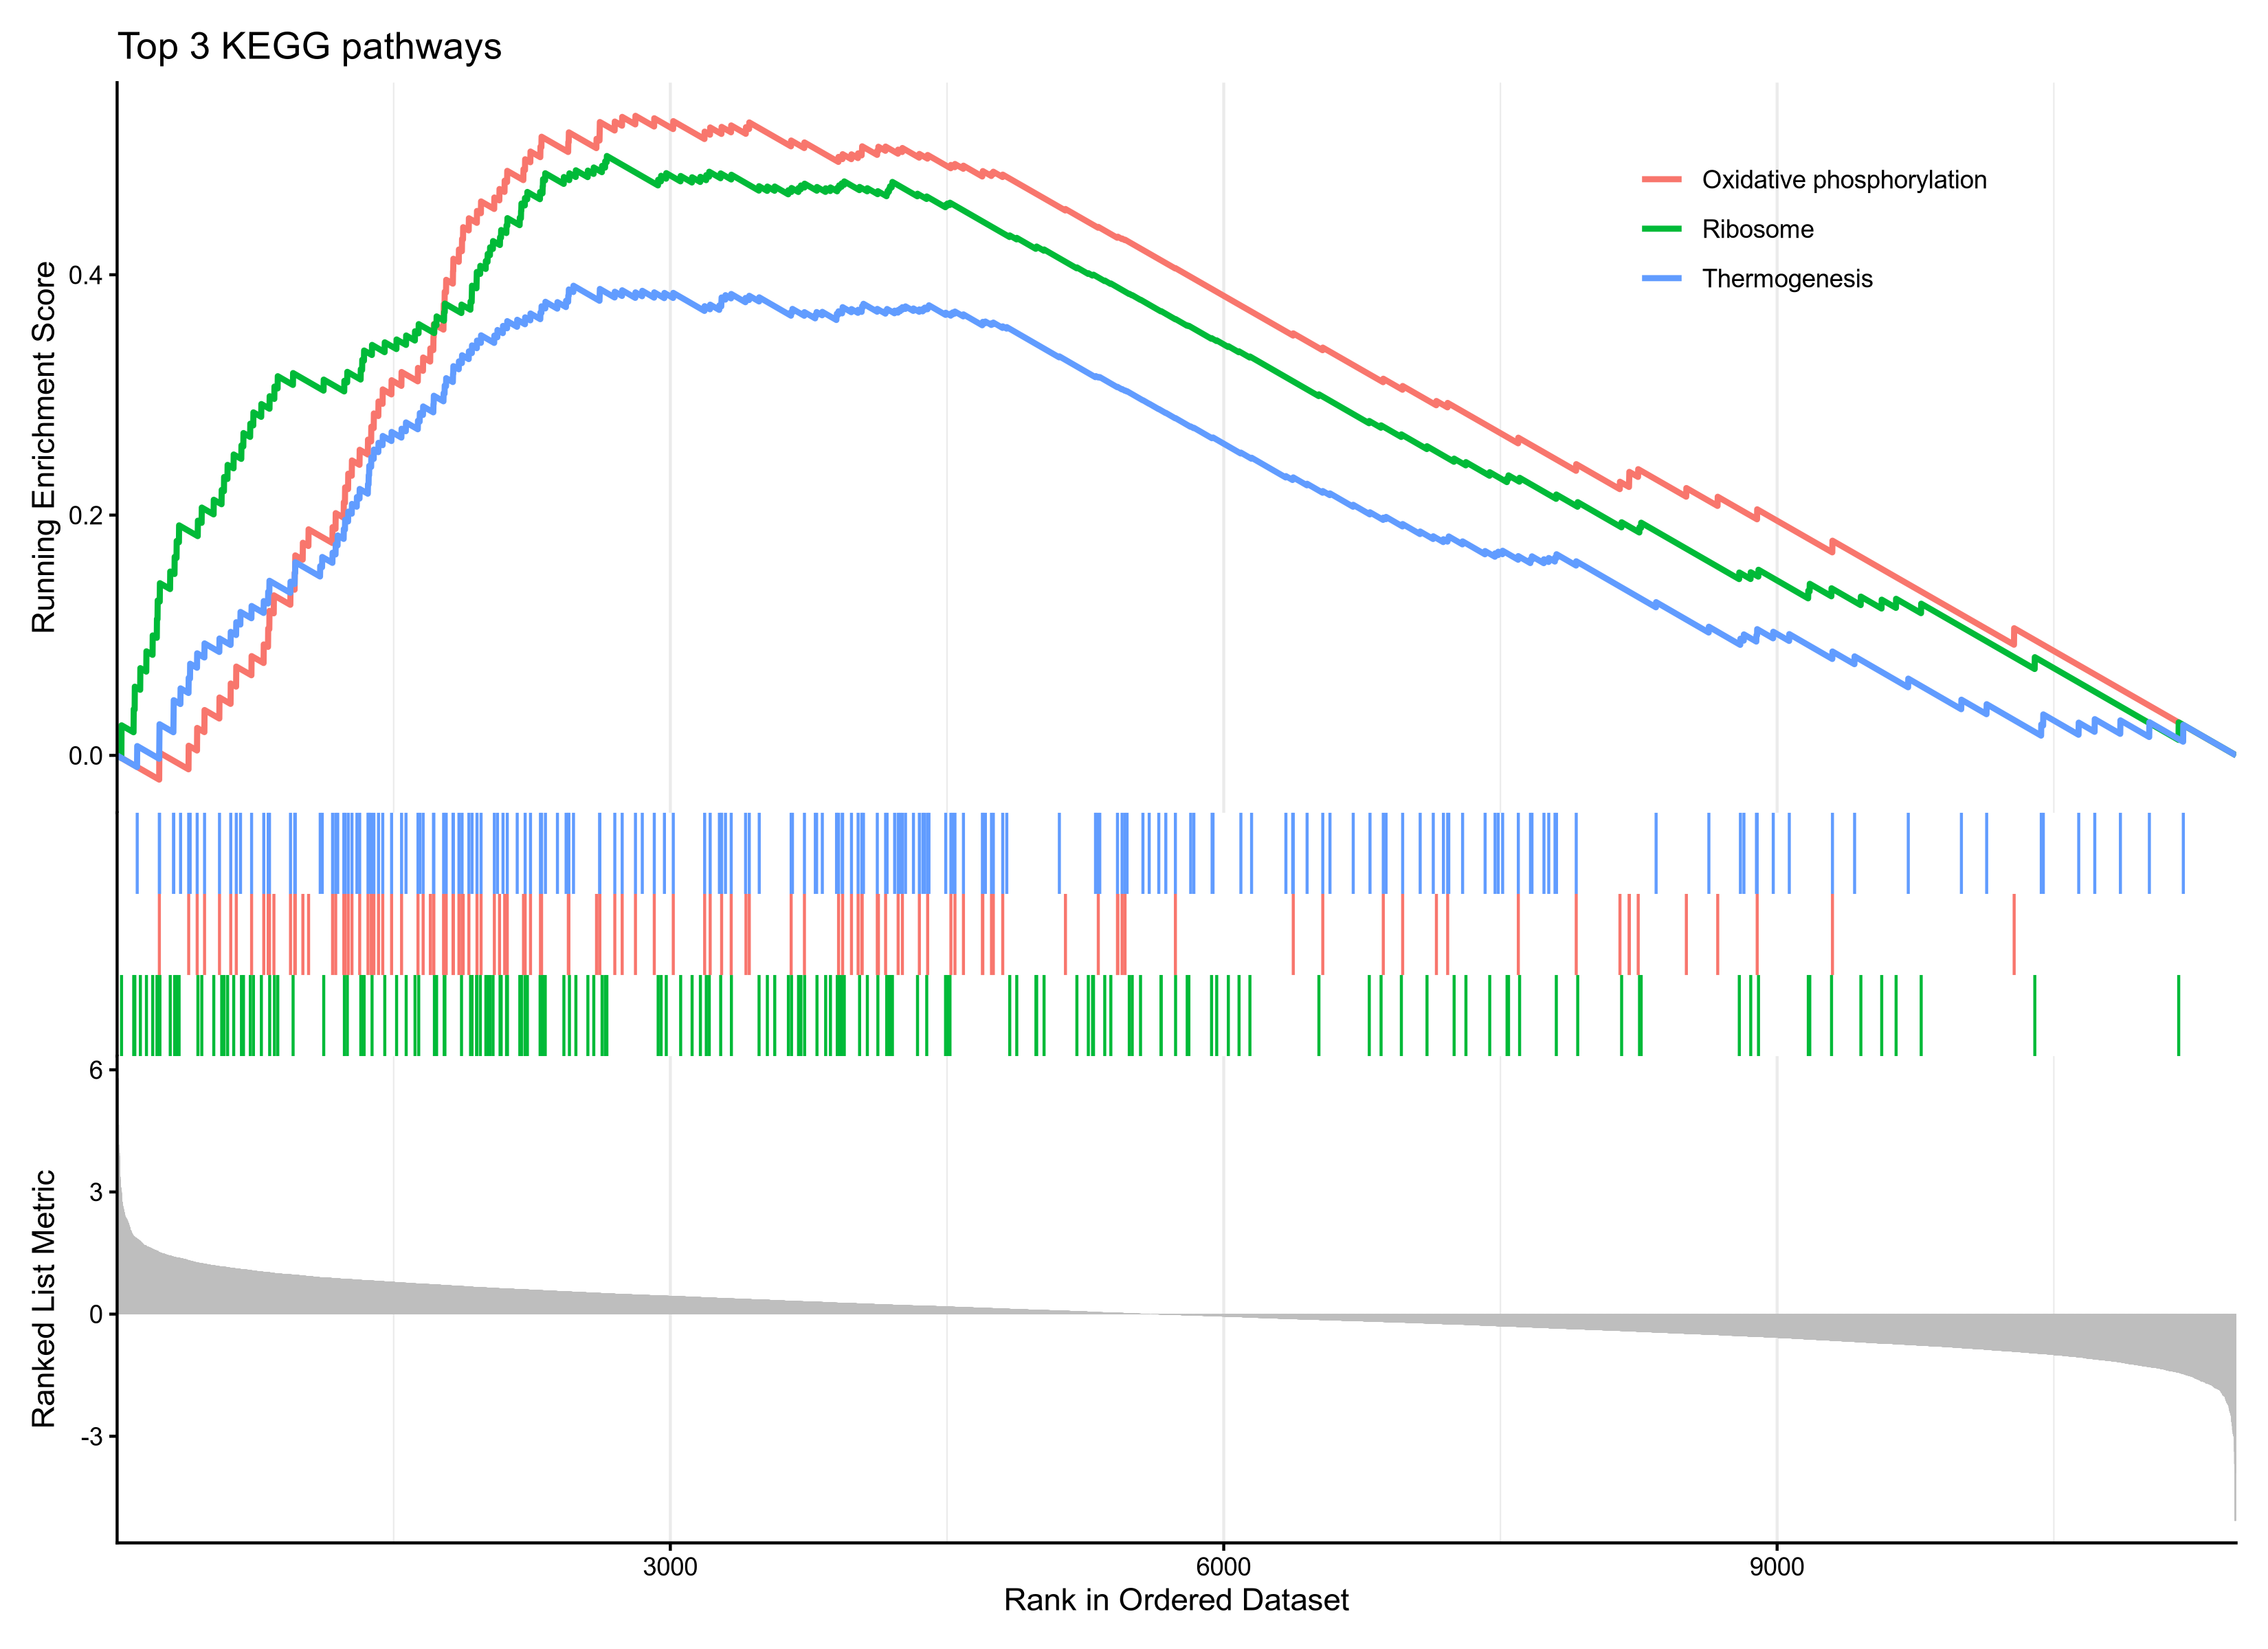 Top 3 KEGG pathways
Running Enrichment Score
0.4
0.2
0.0
Oxidative phosphorylation
Ribosome
Thermogenesis
Ranked List Metric
6
3
0
-3
3000
6000
9000
Rank in Ordered Dataset